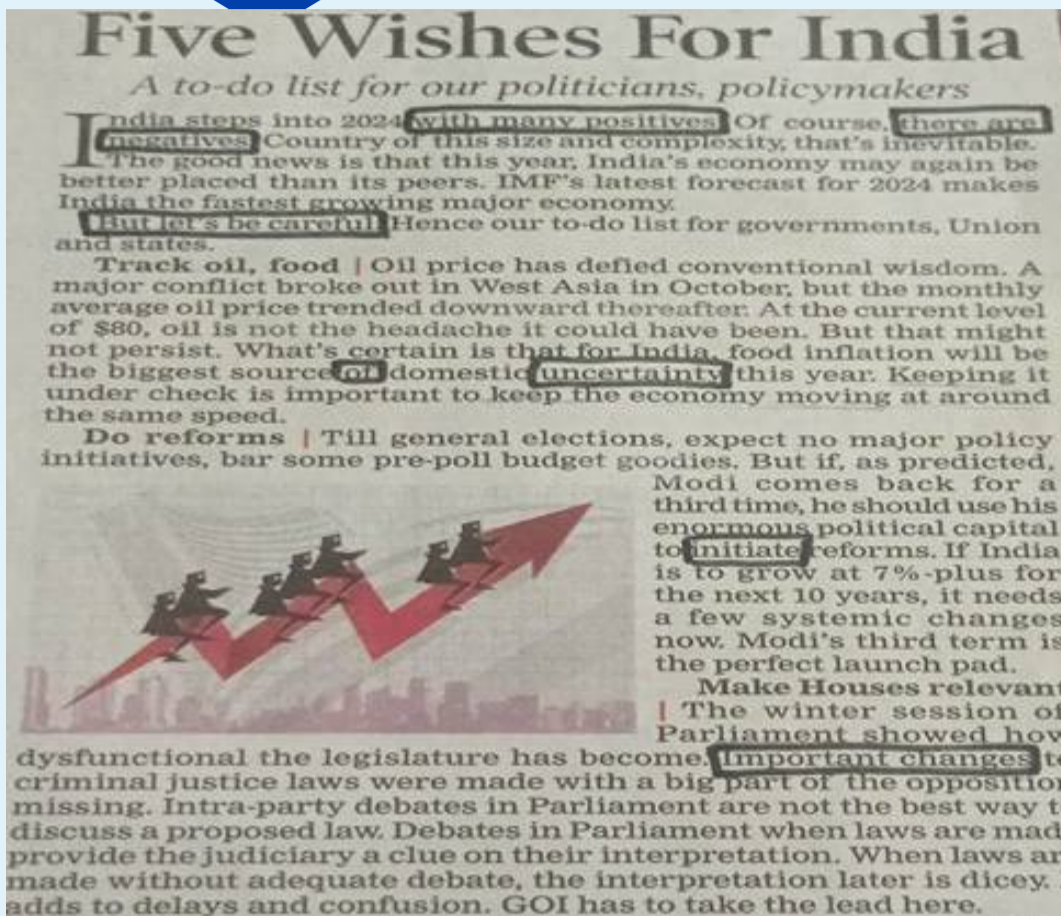 Five Wishes For India
A to-do list for our politicians, policymakers
India steps into 2024 with many positives. Of course, there are
negatives. Country of this size and complexity, that's inevitable.
The good news is that this year, India's economy may again be
better placed than its peers. IMF's latest forecast for 2024 makes
India the fastest growing major economy.
But let's be careful. Hence our to-do list for governments, Union
and states.
Track oil, food | Oil price has defied conventional wisdom. A
major conflict broke out in West Asia in October, but the monthly
average oil price trended downward thereafter. At the current level
of $80, oil is not the headache it could have been. But that might
not persist. What's certain is that for India, food inflation will be
the biggest source of domestic uncertainty this year. Keeping it
under check is important to keep the economy moving at around
the same speed.
Do reforms | Till general elections, expect no major policy
initiatives, bar some pre-poll budget goodies. But if, as predicted,
Modi comes back for a
third time, he should use his
enormous political capital
to initiate reforms. If India
is to grow at 7%-plus for
the next 10 years, it needs
a few systemic changes
now. Modi's third term is
the perfect launch pad.
Make Houses relevant
| The winter session of
Parliament showed how
dysfunctional the legislature has become. Important changes to
criminal justice laws were made with a big part of the opposition
missing. Intra-party debates in Parliament are not the best way t
discuss a proposed law. Debates in Parliament when laws are mad
provide the judiciary a clue on their interpretation. When laws ar
made without adequate debate, the interpretation later is dicey.
adds to delays and confusion. GOI has to take the lead here.